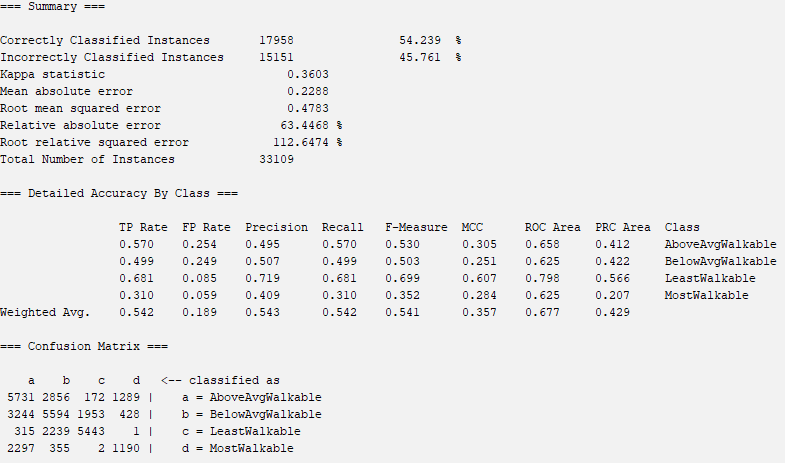 === Summary ===
Correctly Classified Instances 17958 54.239 %
Incorrectly Classified Instances 15151 45.761 %
Kappa statistic 0.3603
Mean absolute error 0.2288
Root mean squared error 0.4783
Relative absolute error 63.4468 %
Root relative squared error 112.6474 %
Total Number of Instances 33109
=== Detailed Accuracy By Class ===
TP Rate FP Rate Precision Recall F-Measure MCC ROC Area PRC Area Class
0.570 0.254 0.495 0.570 0.530 0.305 0.658 0.412 AboveAvgWalkable
0.499 0.249 0.507 0.499 0.503 0.251 0.625 0.422 BelowAvgWalkable
0.681 0.085 0.719 0.681 0.699 0.607 0.798 0.566 LeastWalkable
0.310 0.059 0.409 0.310 0.352 0.284 0.625 0.207 MostWalkable
Weighted Avg. 0.542 0.189 0.543 0.542 0.541 0.357 0.677 0.429
=== Confusion Matrix ===
a b c d <-- classified as
5731 2856 172 1289 | a = AboveAvgWalkable
3244 5594 1953 428 | b = BelowAvgWalkable
315 2239 5443 1 | c = LeastWalkable
2297 355 2 1190 | d = MostWalkable